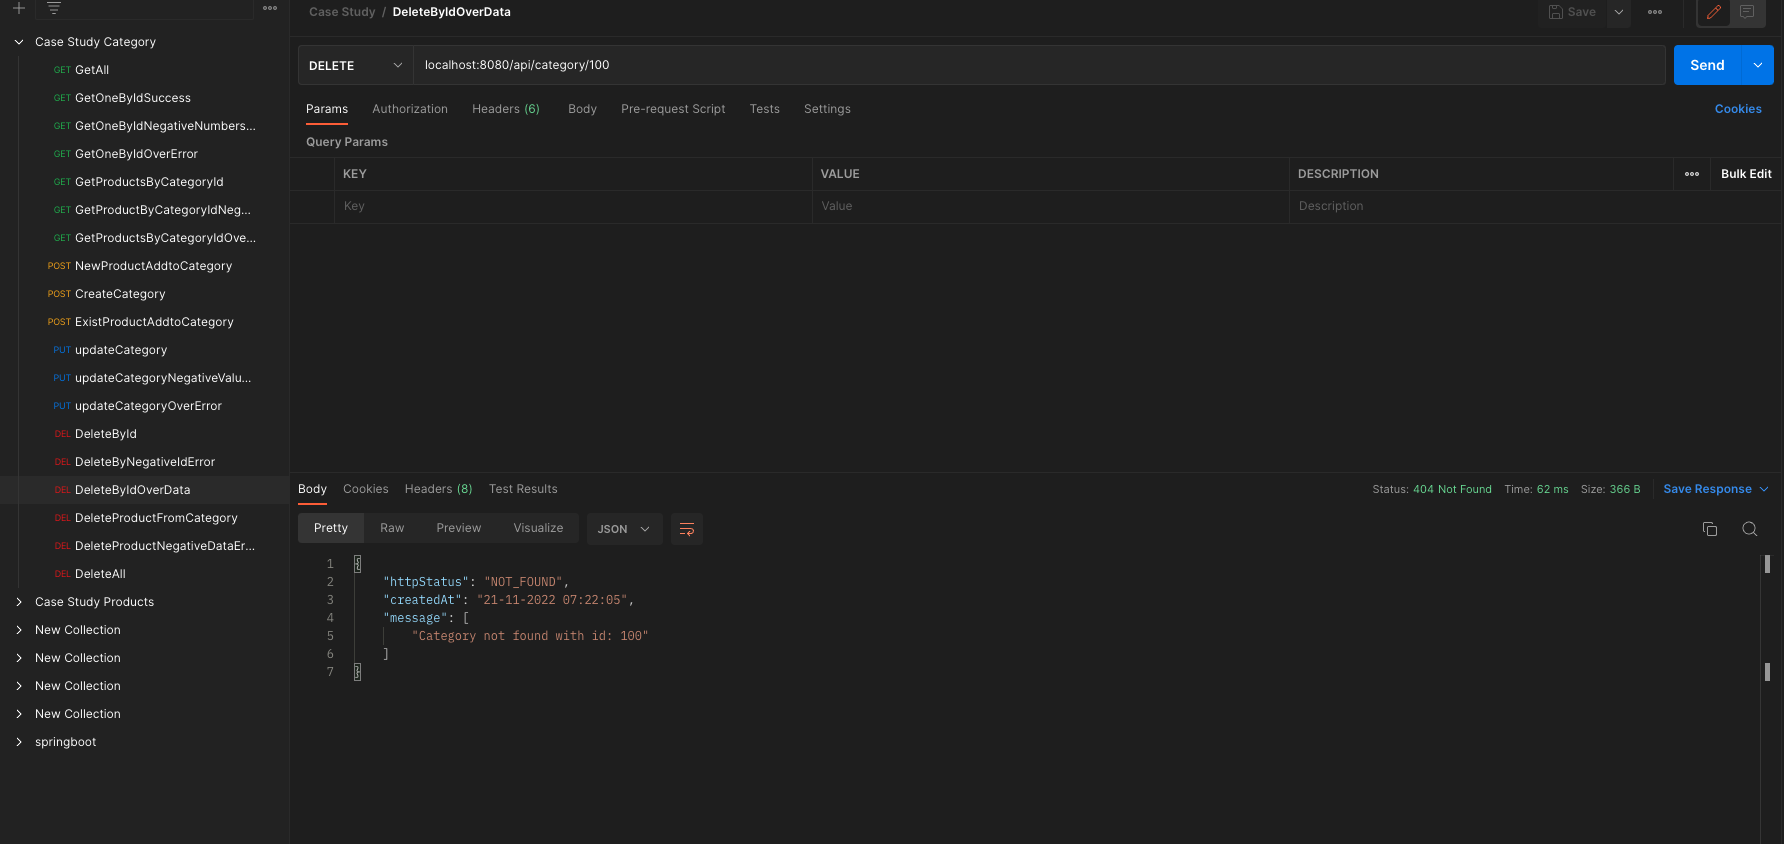 Case Study / DeleteByIdOverData
Save
Case Study Category
GET GetAll
GET GetOneByIdSuccess
GET GetOneByIdNegativeNumbers...
GET GetOneByIdOverError
GET GetProductsByCategoryId
GET GetProductByCategoryIdNeg...
GET GetProductsByCategoryIdOve...
POST NewProductAddtoCategory
POST CreateCategory
POST ExistProductAddtoCategory
PUT updateCategory
PUT updateCategoryNegativeValu...
PUT updateCategoryOverError
DEL DeleteById
DEL DeleteByNegativeIdError
DEL DeleteByIdOverData
DEL DeleteProductFromCategory
DEL DeleteProductNegativeDataEr...
DEL DeleteAll
Case Study Products
New Collection
New Collection
New Collection
New Collection
springboot
DELETE localhost:8080/api/category/100 Send
Params Authorization Headers (6) Body Pre-request Script Tests Settings Cookies
Query Params
KEY VALUE DESCRIPTION Bulk Edit
Key Value Description
Body Cookies Headers (8) Test Results Status: 404 Not Found Time: 62 ms Size: 366 B Save Response
Pretty Raw Preview Visualize JSON
1 {
2 "httpStatus": "NOT_FOUND",
3 "createdAt": "21-11-2022 07:22:05",
4 "message": [
5 "Category not found with id: 100"
6 ]
7 }